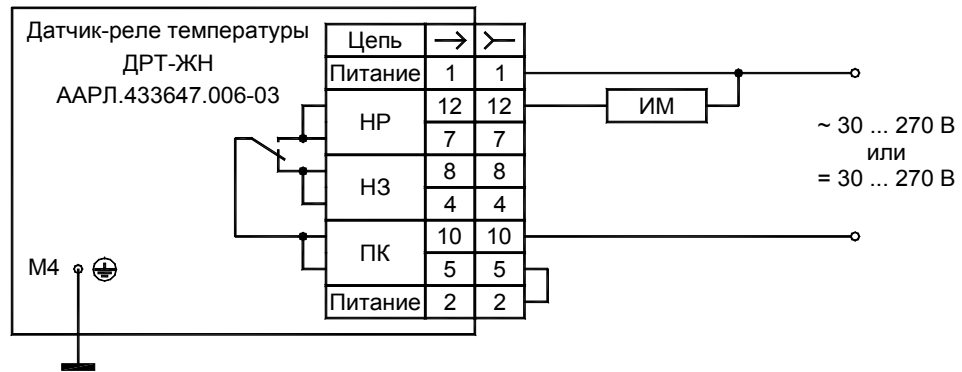 Датчик-реле температуры
ДРТ-ЖН
ААРЛ.433647.006-03
Цепь
Питание 1 1
НР 12 12
7 7
НЗ 8 8
4 4
ПК 10 10
5 5
Питание 2 2
ИМ
~ 30 ... 270 В
или
= 30 ... 270 В
М4